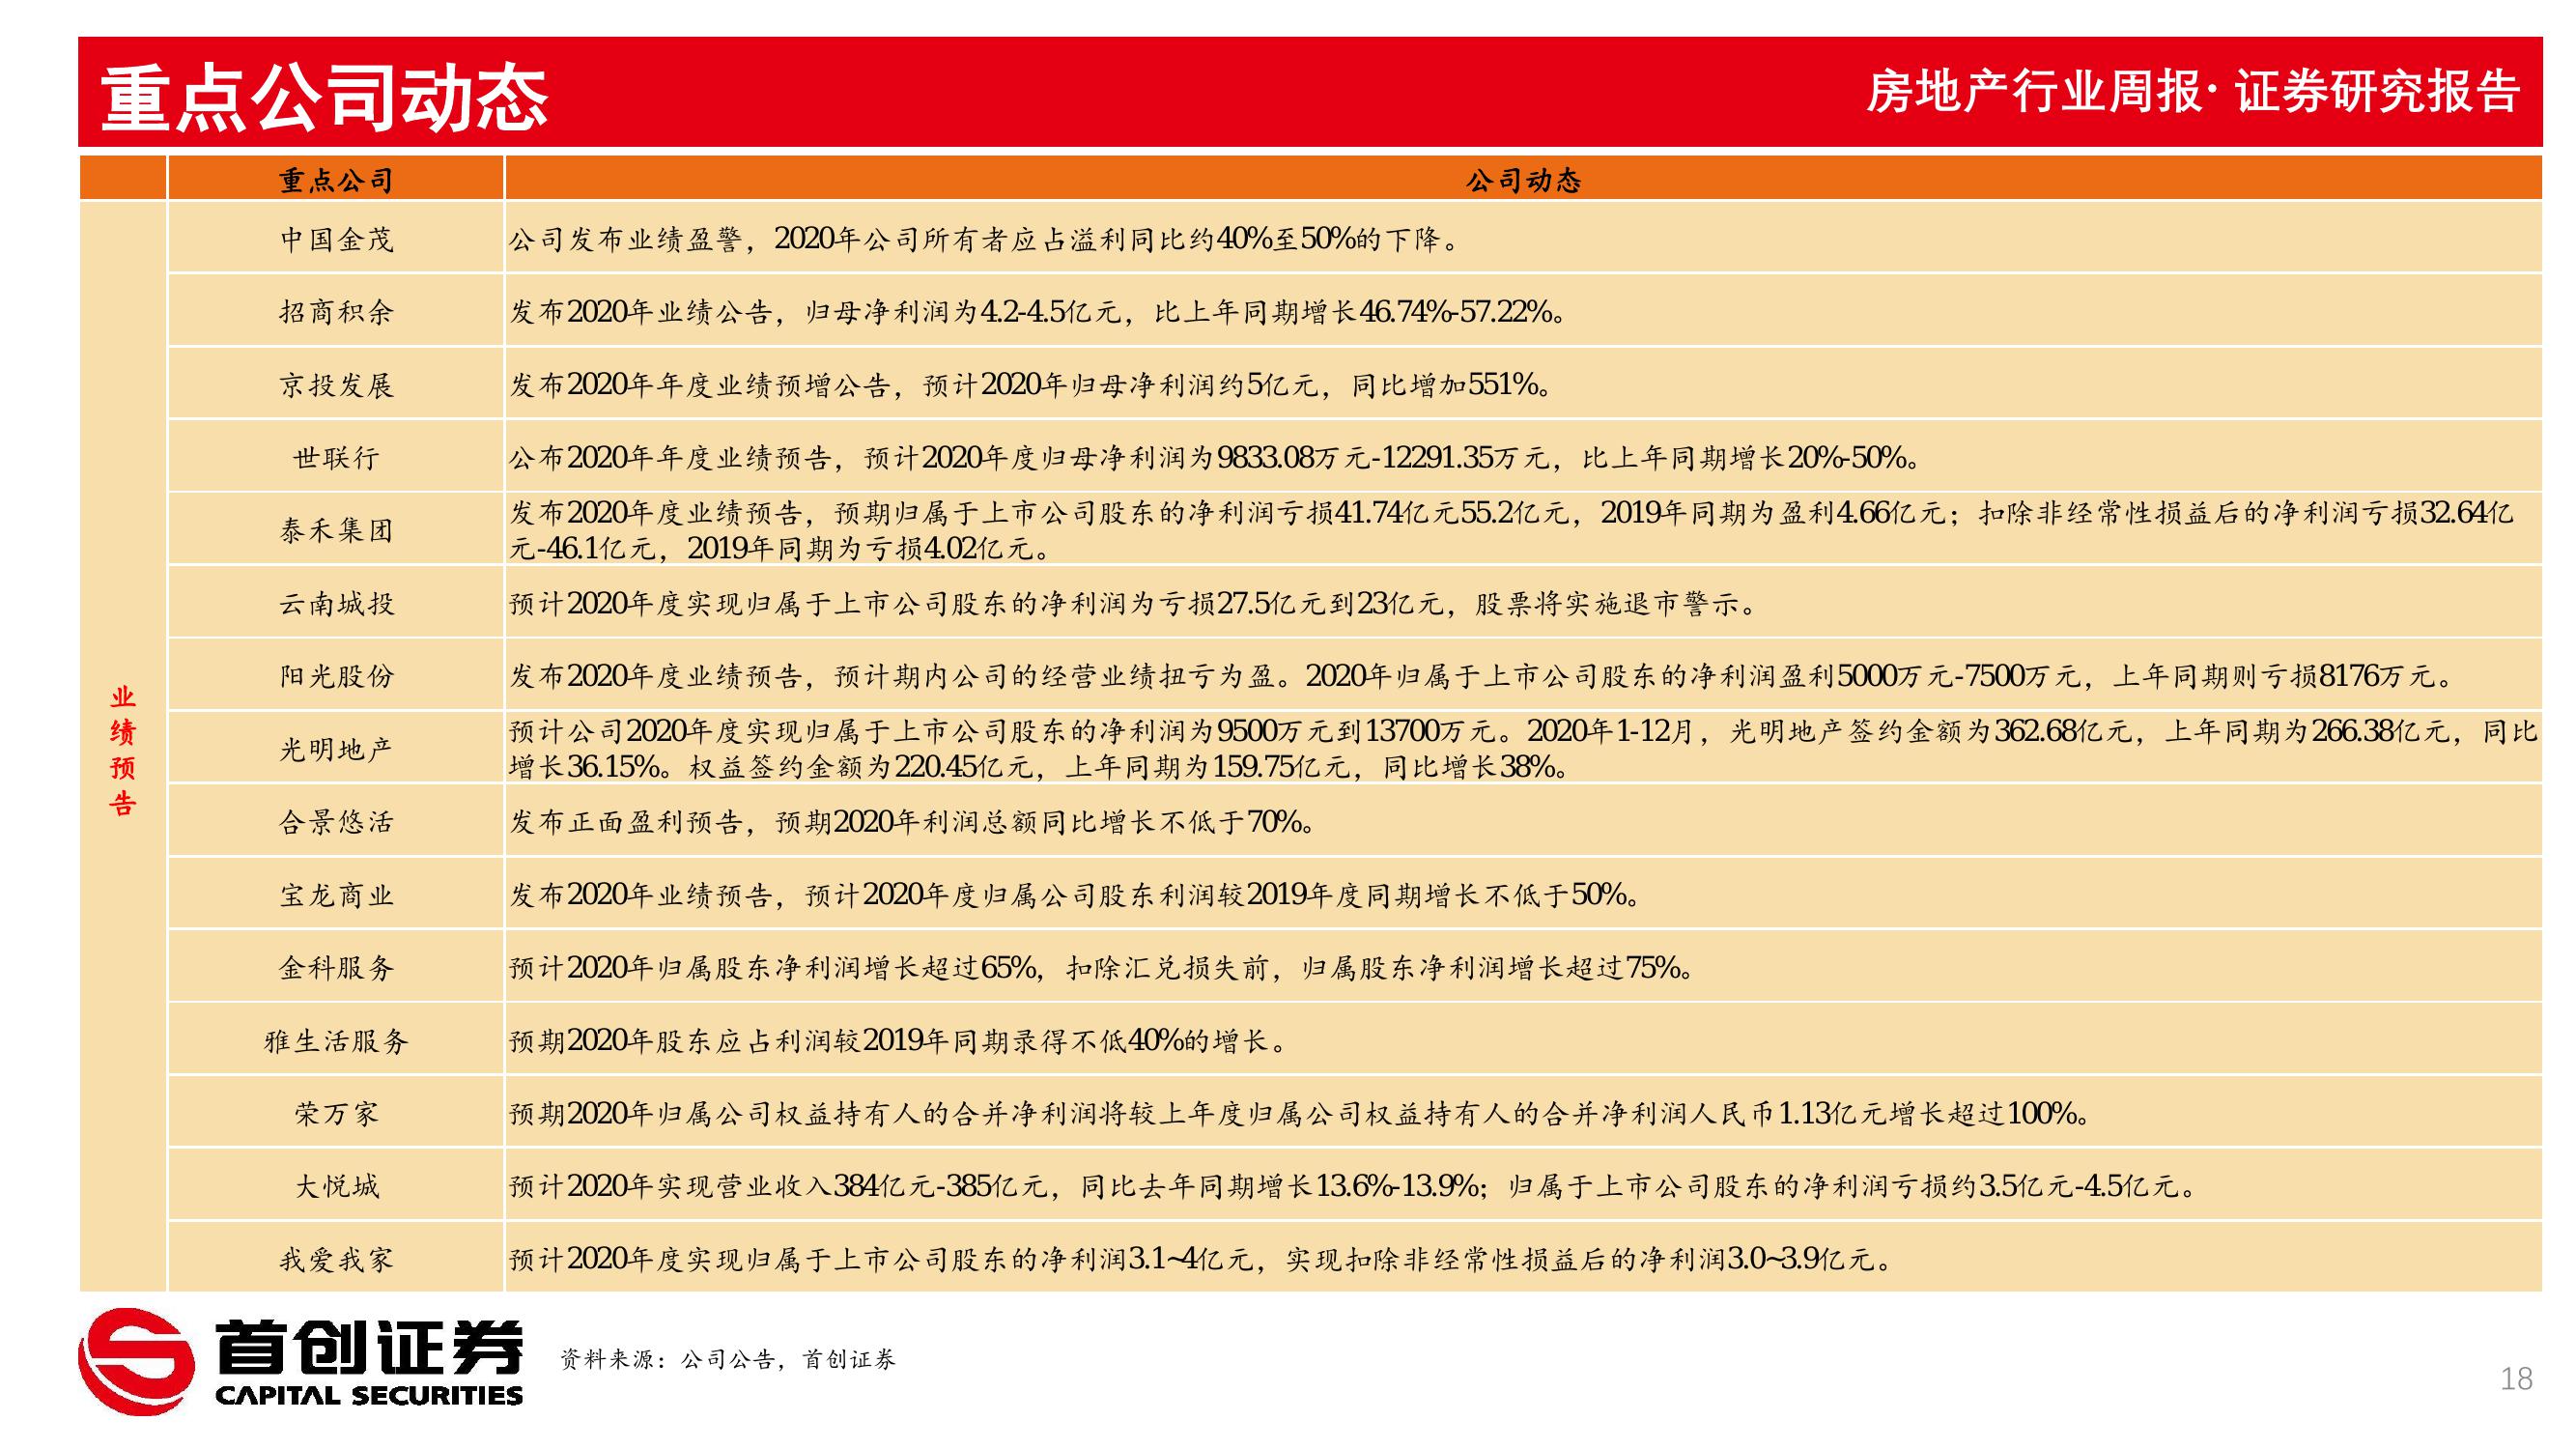 重点公司动态
房地产行业周报· 证券研究报告
重点公司
公司动态
业绩预告
中国金茂
公司发布业绩盈警，2020年公司所有者应占溢利同比约40%至50%的下降。
招商积余
发布2020年业绩公告，归母净利润为4.2-4.5亿元，比上年同期增长46.74%-57.22%。
京投发展
发布2020年年度业绩预增公告，预计2020年归母净利润约5亿元，同比增加551%。
世联行
公布2020年年度业绩预告，预计2020年度归母净利润为9833.08万元-12291.35万元，比上年同期增长20%-50%。
泰禾集团
发布2020年度业绩预告，预期归属于上市公司股东的净利润亏损41.74亿元55.2亿元，2019年同期为盈利4.66亿元；扣除非经常性损益后的净利润亏损32.64亿
元-46.1亿元，2019年同期为亏损4.02亿元。
云南城投
预计2020年度实现归属于上市公司股东的净利润为亏损27.5亿元到23亿元，股票将实施退市警示。
阳光股份
发布2020年度业绩预告，预计期内公司的经营业绩扭亏为盈。2020年归属于上市公司股东的净利润盈利5000万元-7500万元，上年同期则亏损8176万元。
光明地产
预计公司2020年度实现归属于上市公司股东的净利润为9500万元到13700万元。2020年1-12月，光明地产签约金额为362.68亿元，上年同期为266.38亿元，同比
增长36.15%。权益签约金额为220.45亿元，上年同期为159.75亿元，同比增长38%。
合景悠活
发布正面盈利预告，预期2020年利润总额同比增长不低于70%。
宝龙商业
发布2020年业绩预告，预计2020年度归属公司股东利润较2019年度同期增长不低于50%。
金科服务
预计2020年归属股东净利润增长超过65%，扣除汇兑损失前，归属股东净利润增长超过75%。
雅生活服务
预期2020年股东应占利润较2019年同期录得不低40%的增长。
荣万家
预期2020年归属公司权益持有人的合并净利润将较上年度归属公司权益持有人的合并净利润人民币1.13亿元增长超过100%。
大悦城
预计2020年实现营业收入384亿元-385亿元，同比去年同期增长13.6%-13.9%；归属于上市公司股东的净利润亏损约3.5亿元-4.5亿元。
我爱我家
预计2020年度实现归属于上市公司股东的净利润3.1~4亿元，实现扣除非经常性损益后的净利润3.0~3.9亿元。
首创证券
CAPITAL SECURITIES
资料来源：公司公告，首创证券
18